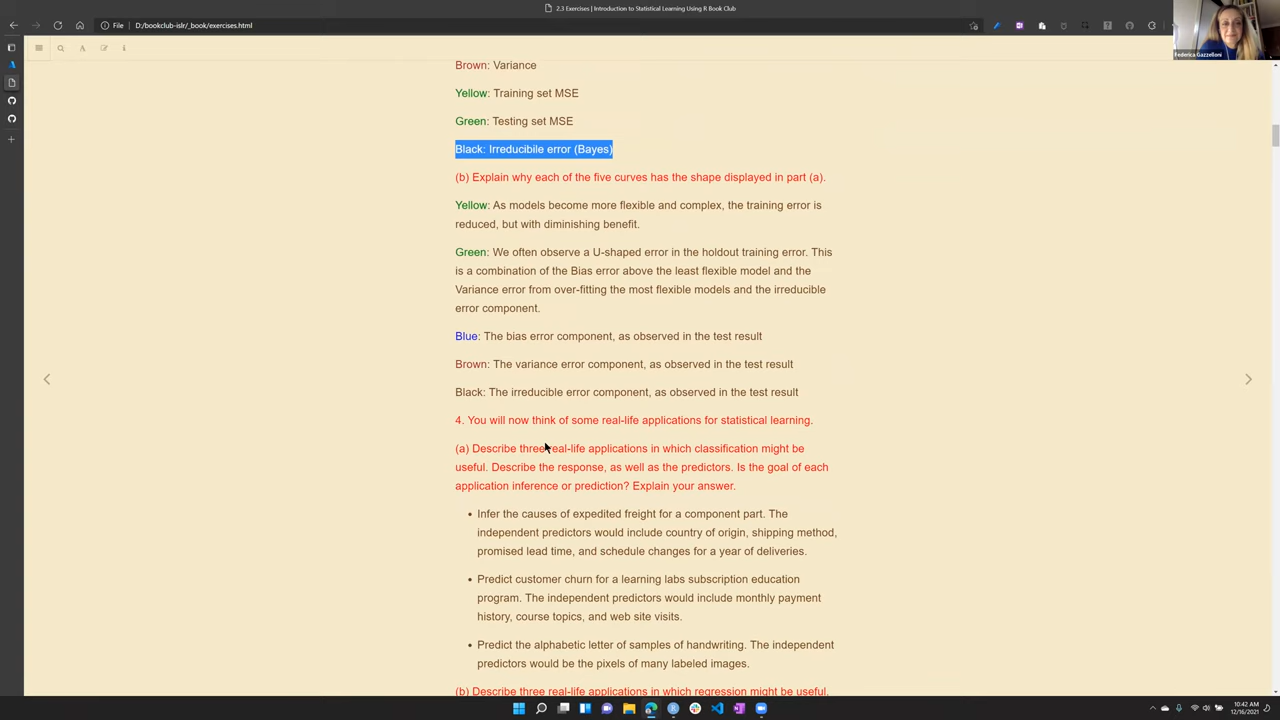 2.3 Exercises | Introduction to Statistical Learning Using R Book Club
File
D:/bookclub-islr/_book/exercises.html
Federica Gazzelloni
Brown: Variance
Yellow: Training set MSE
Green: Testing set MSE
Black: Irreducibile error (Bayes)
(b) Explain why each of the five curves has the shape displayed in part (a).
Yellow: As models become more flexible and complex, the training error is
reduced, but with diminishing benefit.
Green: We often observe a U-shaped error in the holdout training error. This
is a combination of the Bias error above the least flexible model and the
Variance error from over-fitting the most flexible models and the irreducible
error component.
Blue: The bias error component, as observed in the test result
Brown: The variance error component, as observed in the test result
Black: The irreducible error component, as observed in the test result
4. You will now think of some real-life applications for statistical learning.
(a) Describe three real-life applications in which classification might be
useful. Describe the response, as well as the predictors. Is the goal of each
application inference or prediction? Explain your answer.
• Infer the causes of expedited freight for a component part. The
independent predictors would include country of origin, shipping method,
promised lead time, and schedule changes for a year of deliveries.
• Predict customer churn for a learning labs subscription education
program. The independent predictors would include monthly payment
history, course topics, and web site visits.
• Predict the alphabetic letter of samples of handwriting. The independent
predictors would be the pixels of many labeled images.
(b) Describe three real-life applications in which regression might be useful.
10:42 AM
12/16/2021